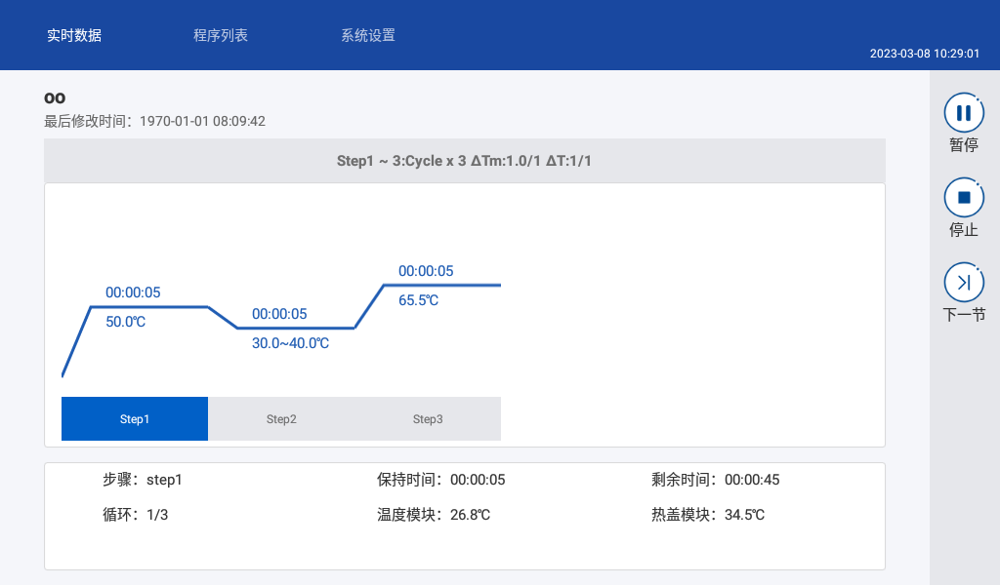 实时数据 程序列表 系统设置
2023-03-08 10:29:01
oo
最后修改时间：1970-01-01 08:09:42
Step1 ~ 3:Cycle x 3 ΔTm:1.0/1 ΔT:1/1
00:00:05
50.0℃
00:00:05
30.0~40.0℃
00:00:05
65.5℃
Step1 Step2 Step3
步骤：step1 保持时间：00:00:05 剩余时间：00:00:45
循环：1/3 温度模块：26.8℃ 热盖模块：34.5℃
暂停
停止
下一节